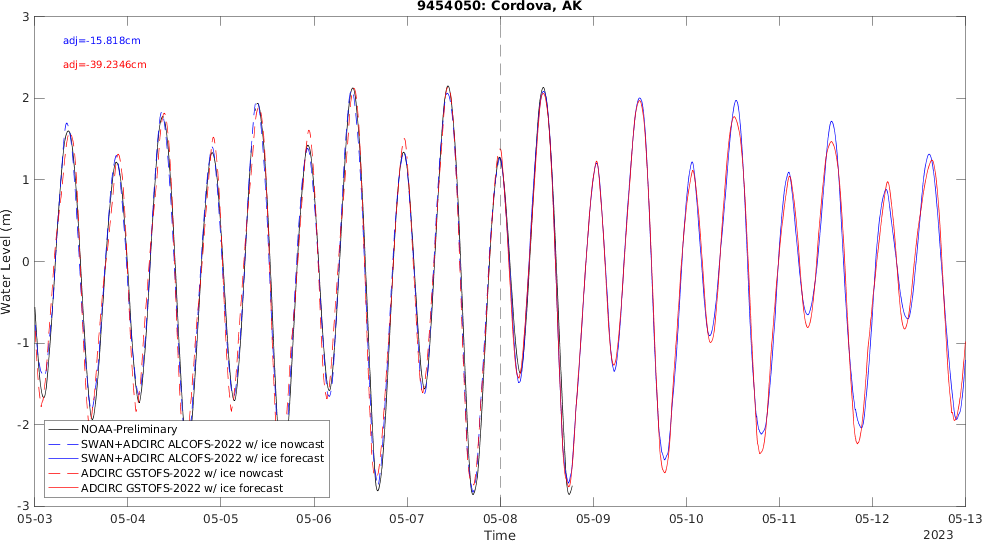 9454050: Cordova, AK
adj=-15.818cm
adj=-39.2346cm
3
2
1
0
-1
-2
-3
Water Level (m)
NOAA-Preliminary
SWAN+ADCIRC ALCOFS-2022 w/ ice nowcast
SWAN+ADCIRC ALCOFS-2022 w/ ice forecast
ADCIRC GSTOFS-2022 w/ ice nowcast
ADCIRC GSTOFS-2022 w/ ice forecast
05-03 05-04 05-05 05-06 05-07 05-08 05-09 05-10 05-11 05-12 05-13
Time
2023